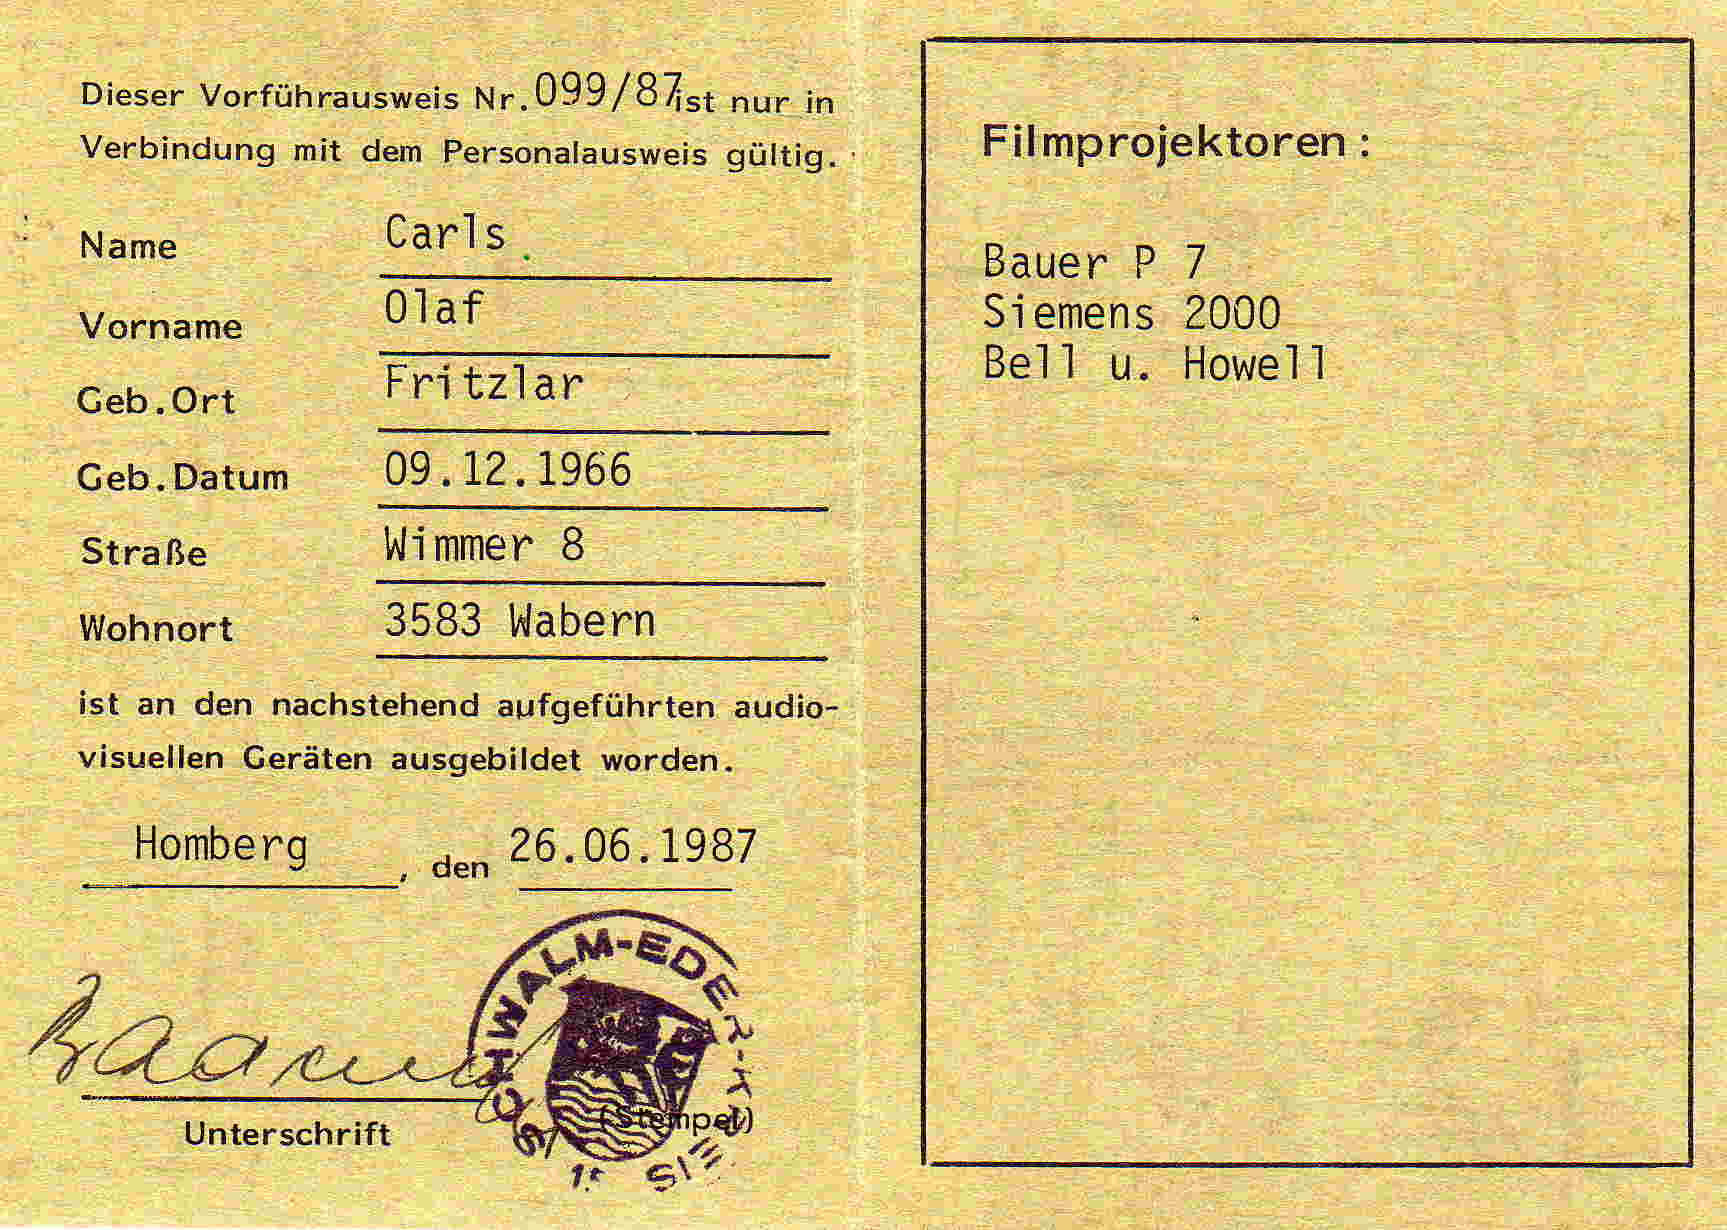 Dieser Vorführausweis Nr. 099/87 ist nur in
Verbindung mit dem Personalausweis gültig.
Name Carls
Vorname Olaf
Geb.Ort Fritzlar
Geb.Datum 09.12.1966
Straße Wimmer 8
Wohnort 3583 Wabern
ist an den nachstehend aufgeführten audio-
visuellen Geräten ausgebildet worden.
Homberg, den 26.06.1987
SCHWALM-EDER-KREIS
Unterschrift (Stempel)
Filmprojektoren:
Bauer P 7
Siemens 2000
Bell u. Howell